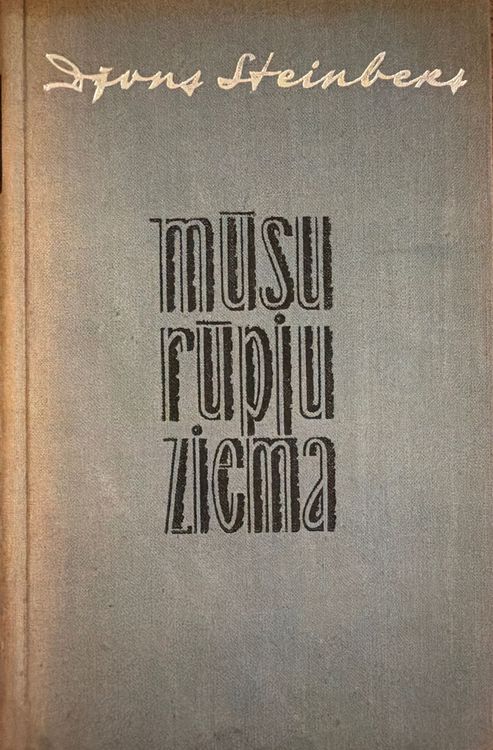 Džons Steinbeks
mūsu
rūpju
ziema